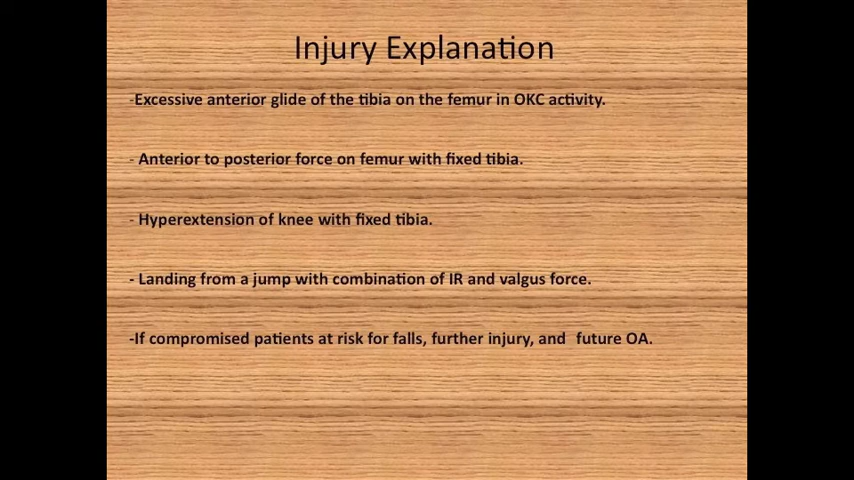 Injury Explanation
-Excessive anterior glide of the tibia on the femur in OKC activity.
- Anterior to posterior force on femur with fixed tibia.
- Hyperextension of knee with fixed tibia.
- Landing from a jump with combination of IR and valgus force.
-If compromised patients at risk for falls, further injury, and  future OA.